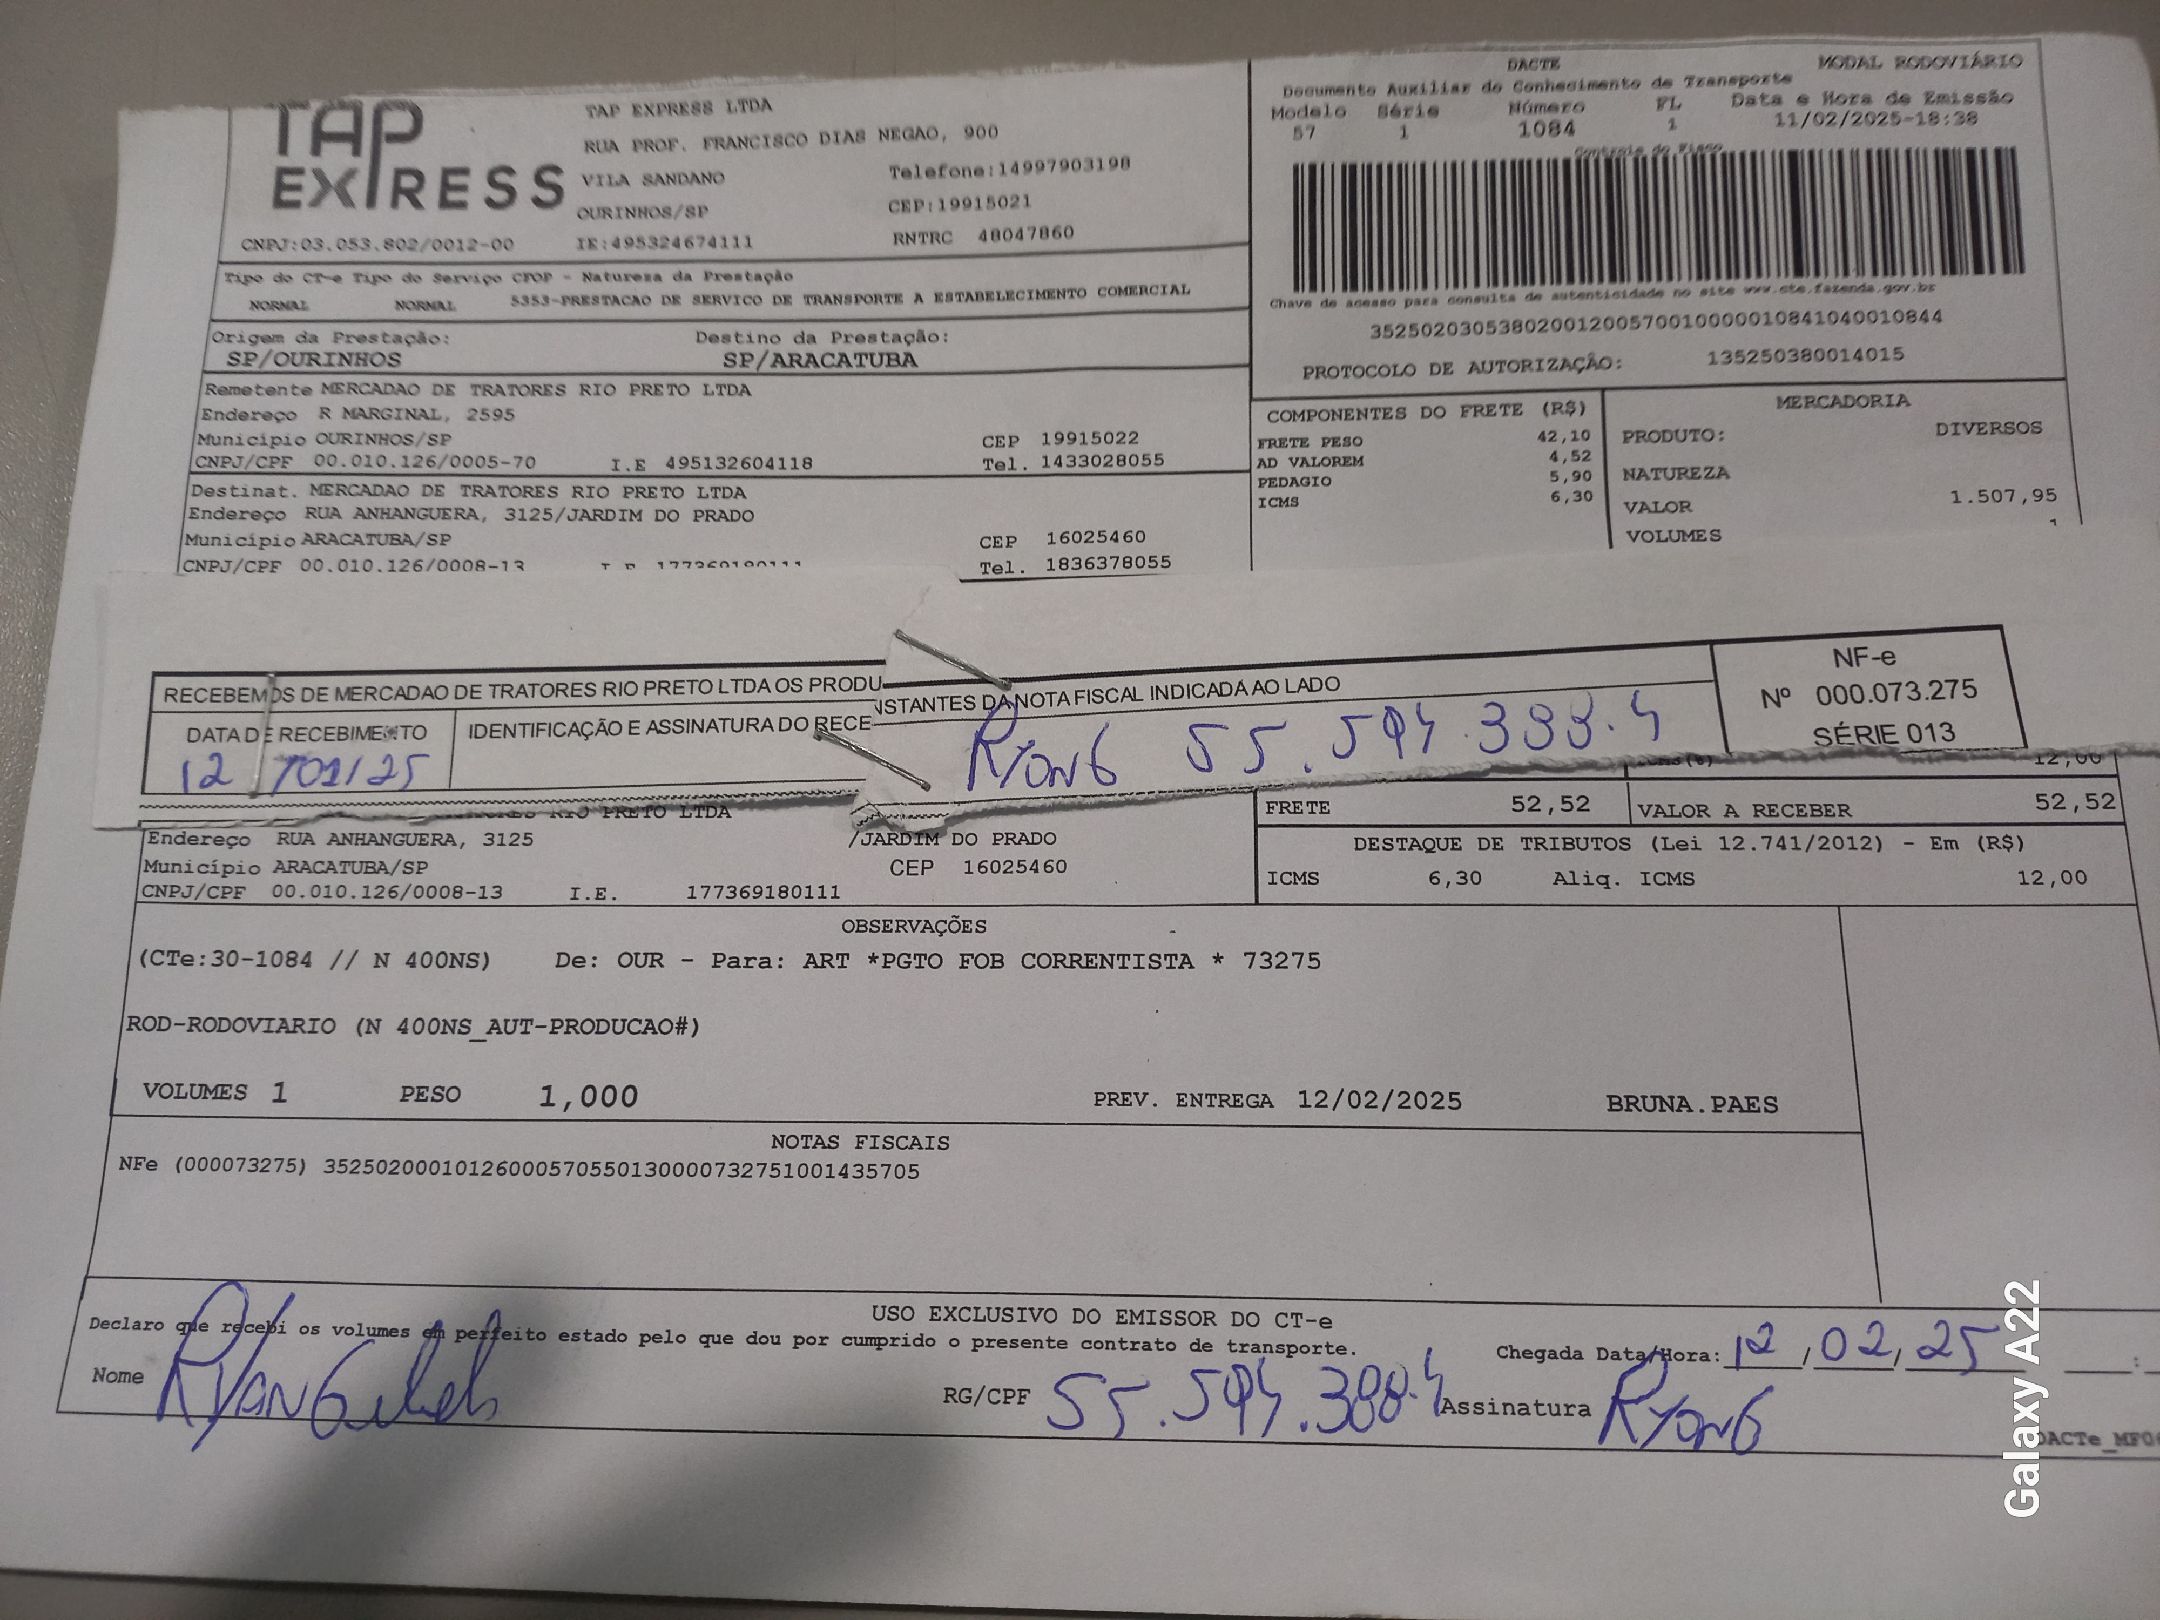 TAP
EXPRESS
TAP EXPRESS LTDA
RUA PROF. FRANCISCO DIAS NEGAO, 900
VILA SANDANO
Telefone:14997903198
OURINHOS/SP
CEP:19915021
CNPJ:03.053.802/0012-00
IE:495324674111
RNTRC 48047860
DACTE
MODAL RODOVIÁRIO
Documento Auxiliar do Conhecimento de Transporte
Modelo Série Número FL Data e Hora de Emissão
57 1 1084 1 11/02/2025-18:38
Controle do Fisco
Chave de acesso para consulta de autenticidade no site www.cte.fazenda.gov.br
35250203053802001200570010000010841040010844
PROTOCOLO DE AUTORIZAÇÃO: 135250380014015
Tipo do CT-e Tipo do Serviço CFOP - Natureza da Prestação
NORMAL NORMAL 5353-PRESTACAO DE SERVICO DE TRANSPORTE A ESTABELECIMENTO COMERCIAL
Origem da Prestação: Destino da Prestação:
SP/OURINHOS SP/ARACATUBA
Remetente MERCADAO DE TRATORES RIO PRETO LTDA
Endereço R MARGINAL, 2595
Município OURINHOS/SP CEP 19915022
CNPJ/CPF 00.010.126/0005-70 I.E 495132604118 Tel. 1433028055
Destinat. MERCADAO DE TRATORES RIO PRETO LTDA
Endereço RUA ANHANGUERA, 3125/JARDIM DO PRADO
Município ARACATUBA/SP CEP 16025460
CNPJ/CPF 00.010.126/0008-13 Tel. 1836378055
COMPONENTES DO FRETE (R$)
FRETE PESO 42,10
AD VALOREM 4,52
PEDAGIO 5,90
ICMS 6,30
MERCADORIA
PRODUTO: DIVERSOS
NATUREZA
VALOR 1.507,95
VOLUMES 1
RECEBEMOS DE MERCADAO DE TRATORES RIO PRETO LTDA OS PRODU
NSTANTES DA NOTA FISCAL INDICADA AO LADO
DATA DE RECEBIMENTO
IDENTIFICAÇÃO E ASSINATURA DO RECE
12 /02/25
Ryan G 55.594.388.4
NF-e
Nº 000.073.275
SÉRIE 013
12,00
RIO PRETO LTDA
FRETE 52,52 VALOR A RECEBER 52,52
Endereço RUA ANHANGUERA, 3125 /JARDIM DO PRADO
Município ARACATUBA/SP CEP 16025460
CNPJ/CPF 00.010.126/0008-13 I.E. 177369180111
DESTAQUE DE TRIBUTOS (Lei 12.741/2012) - Em (R$)
ICMS 6,30 Aliq. ICMS 12,00
OBSERVAÇÕES
(CTe:30-1084 // N 400NS) De: OUR - Para: ART *PGTO FOB CORRENTISTA * 73275
ROD-RODOVIARIO (N 400NS_AUT-PRODUCAO#)
VOLUMES 1 PESO 1,000 PREV. ENTREGA 12/02/2025 BRUNA.PAES
NOTAS FISCAIS
NFe (000073275) 35250200010126000570550130000732751001435705
USO EXCLUSIVO DO EMISSOR DO CT-e
Declaro que recebi os volumes em perfeito estado pelo que dou por cumprido o presente contrato de transporte.
Chegada Data/Hora: 12/02/25 :
Nome Ryan
RG/CPF 55.594.388.4 Assinatura Ryan G
DACTe_MF0
Galaxy A22